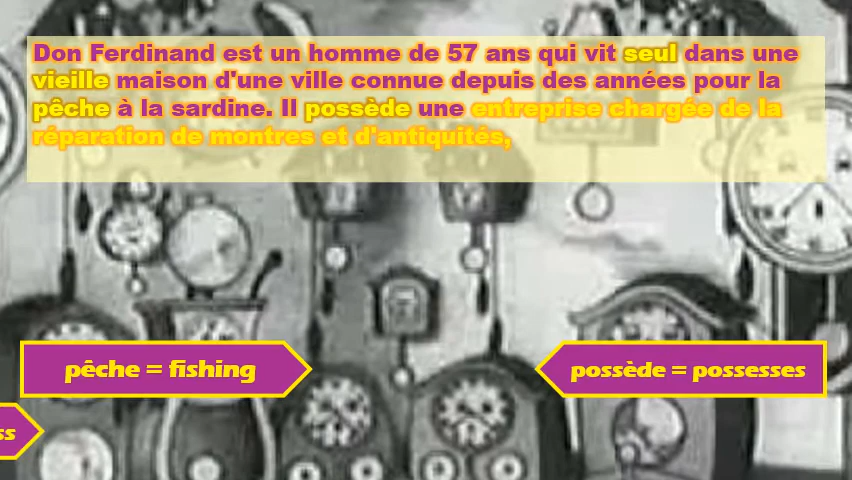 Don Ferdinand est un homme de 57 ans qui vit seul dans une
vieille maison d'une ville connue depuis des années pour la
pêche à la sardine. Il possède une entreprise chargée de la
réparation de montres et d'antiquités,
pêche = fishing
possède = possesses
ss